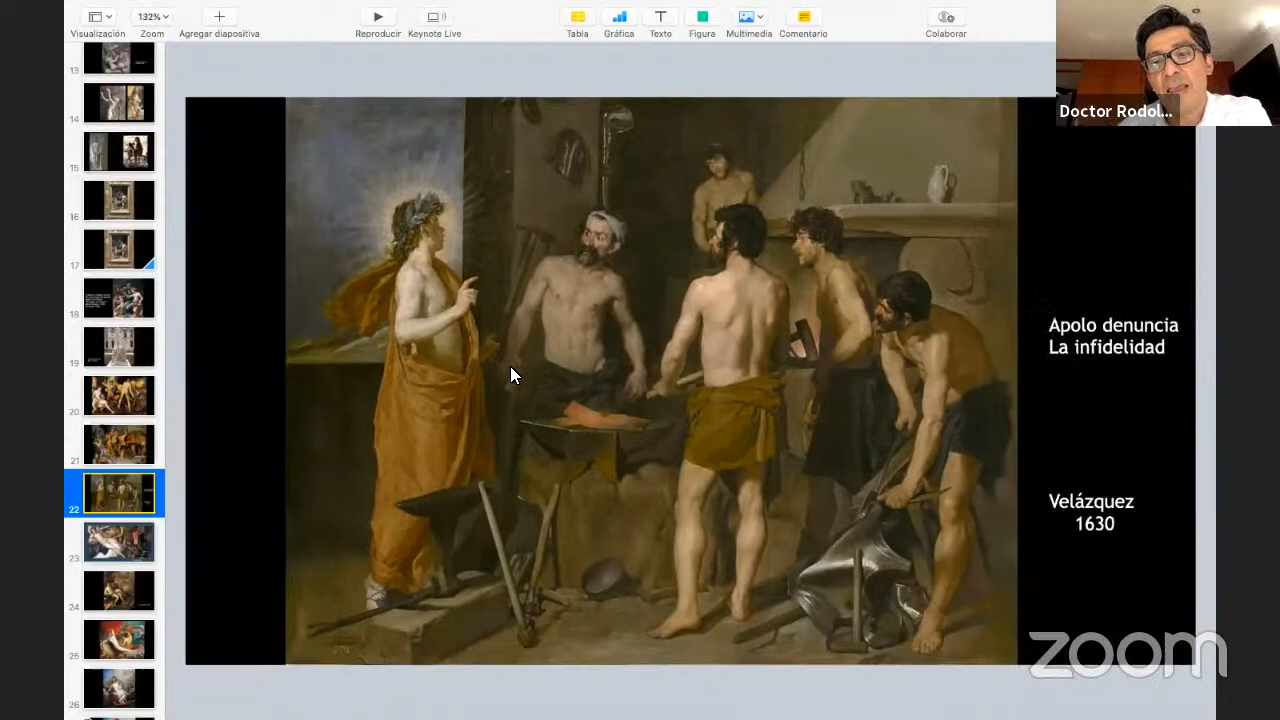 132%
Visualización
Zoom
Agregar diapositiva
Reproducir
Keynote Live
Tabla
Gráfica
Texto
Figura
Multimedia
Comentario
Colaborar
Doctor Rodol...
13
14
15
16
17
18
19
20
21
22
23
24
25
26
Apolo denuncia
La infidelidad
Velázquez
1630
zoom